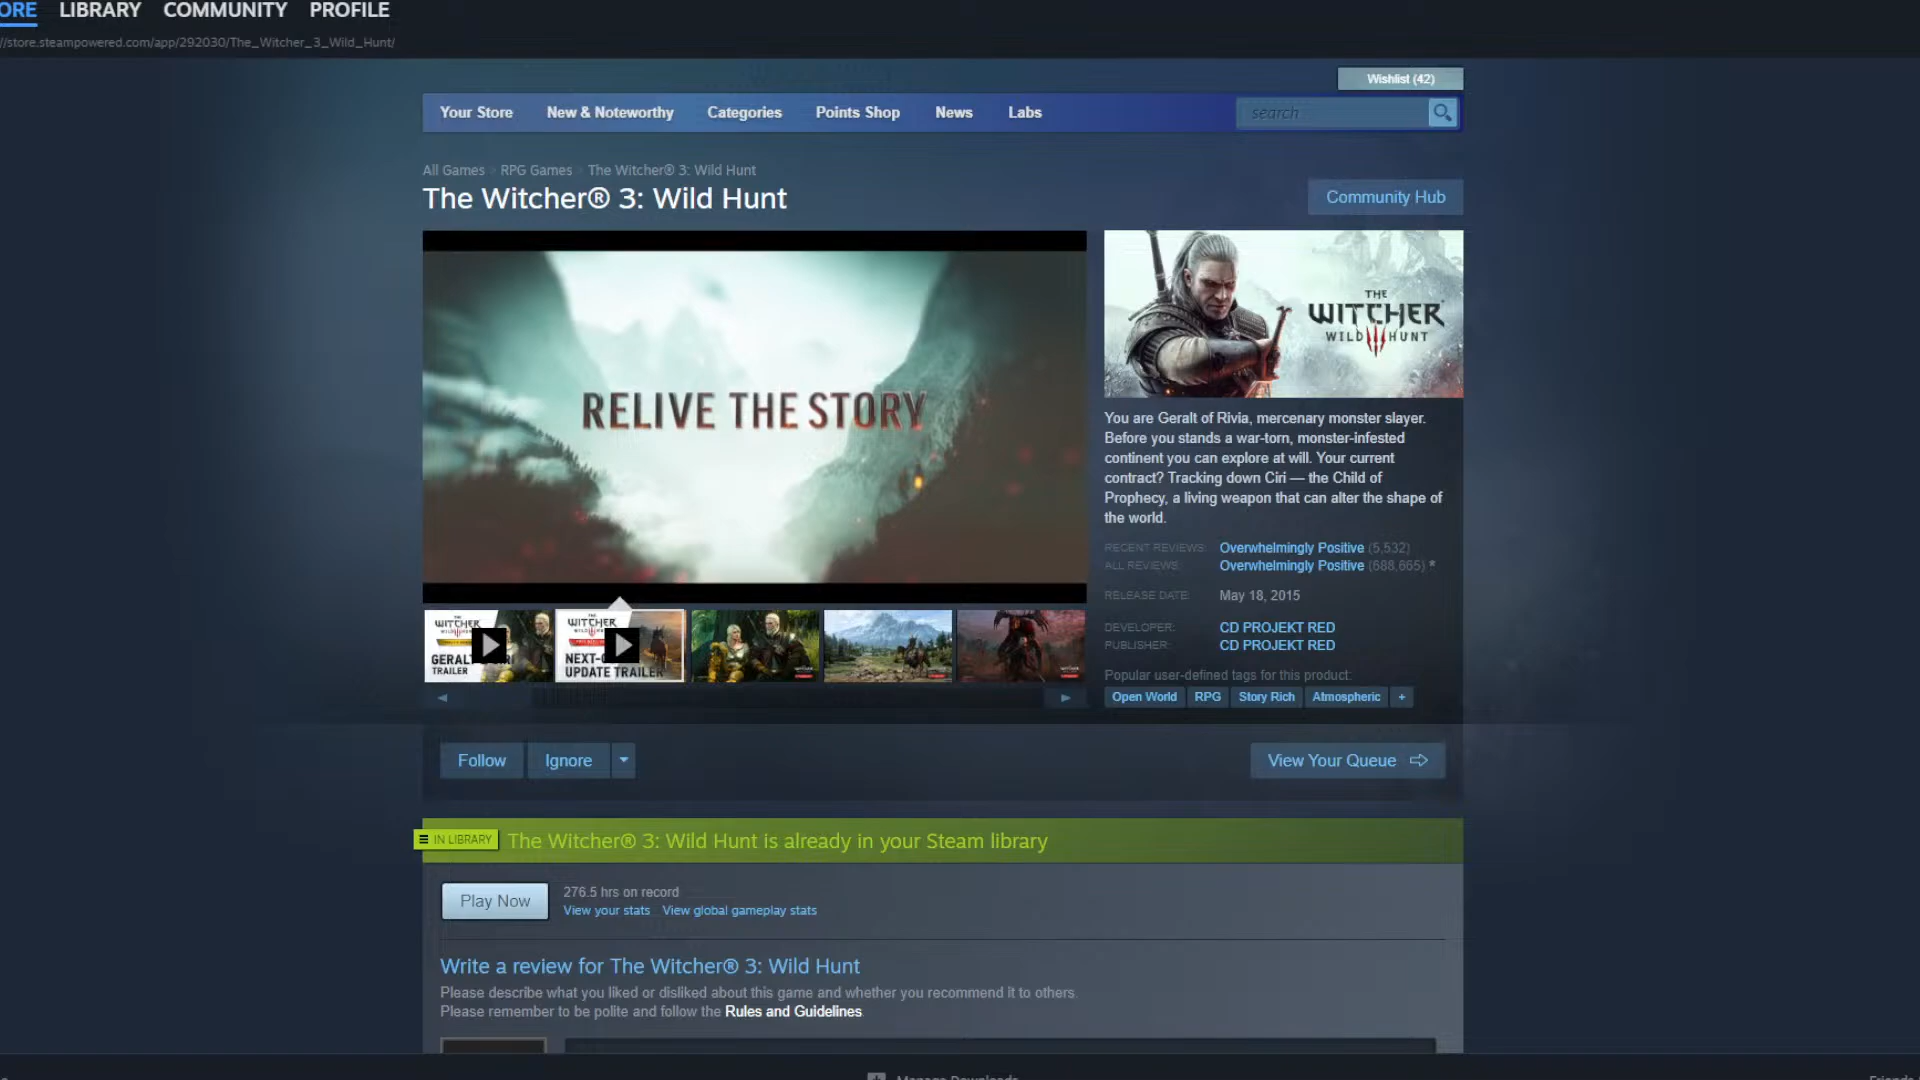 ORE LIBRARY COMMUNITY PROFILE
//store.steampowered.com/app/292030/The_Witcher_3_Wild_Hunt/
Wishlist (42)
Your Store New & Noteworthy Categories Points Shop News Labs search
All Games RPG Games The Witcher® 3: Wild Hunt
The Witcher® 3: Wild Hunt
Community Hub
RELIVE THE STORY
THE
WITCHER
WILD HUNT
You are Geralt of Rivia, mercenary monster slayer.
Before you stands a war-torn, monster-infested
continent you can explore at will. Your current
contract? Tracking down Ciri — the Child of
Prophecy, a living weapon that can alter the shape of
the world.
RECENT REVIEWS: Overwhelmingly Positive (5,532)
ALL REVIEWS: Overwhelmingly Positive (688,665) *
RELEASE DATE: May 18, 2015
DEVELOPER: CD PROJEKT RED
PUBLISHER: CD PROJEKT RED
Popular user-defined tags for this product:
Open World RPG Story Rich Atmospheric +
THE
WITCHER
GERALT
TRAILER
THE
WITCHER
NEXT-
UPDATE TRAILER
Follow Ignore
View Your Queue
IN LIBRARY The Witcher® 3: Wild Hunt is already in your Steam library
Play Now
276.5 hrs on record
View your stats View global gameplay stats
Write a review for The Witcher® 3: Wild Hunt
Please describe what you liked or disliked about this game and whether you recommend it to others.
Please remember to be polite and follow the Rules and Guidelines
Manage Downloads
Friends